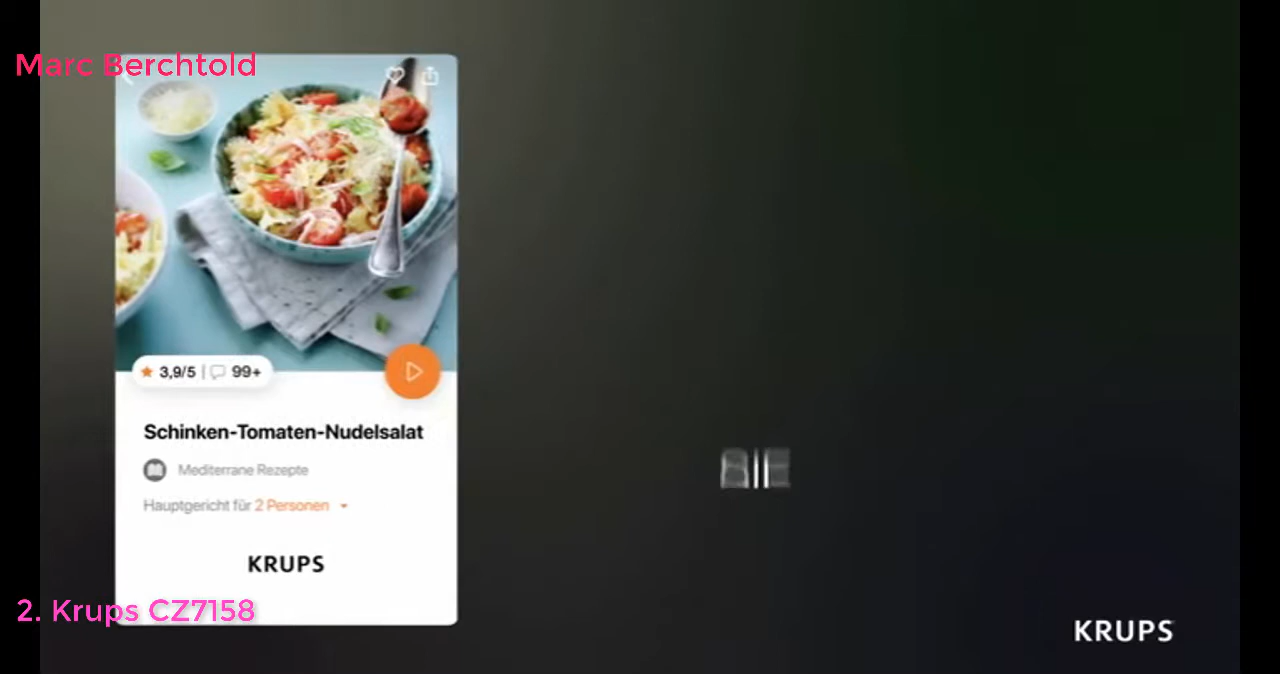 Marc Berchtold
3,9/5 | 99+
Schinken-Tomaten-Nudelsalat
Mediterrane Rezepte
Hauptgericht für 2 Personen
KRUPS
2. Krups CZ7158
KRUPS